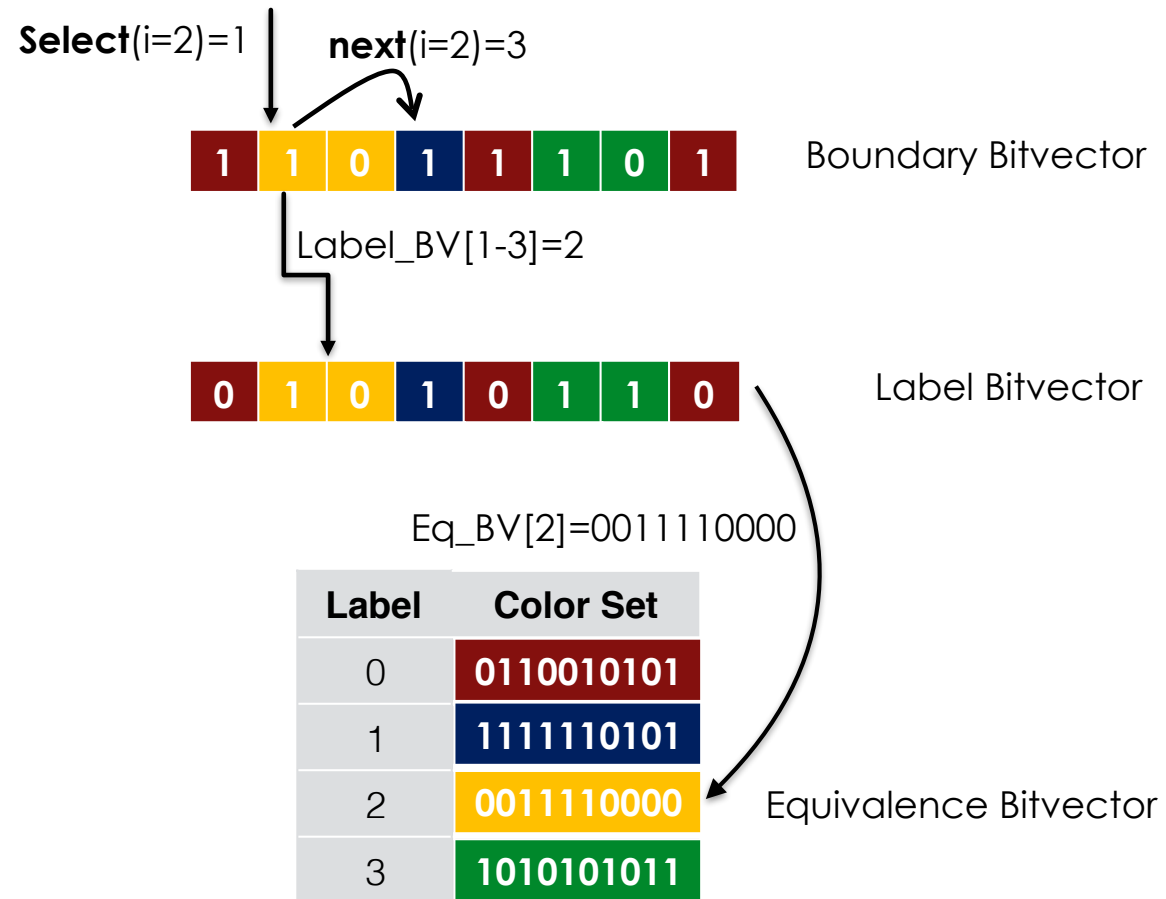 Select(i=2)=1 next(i=2)=3
1 1 0 1 1 1 0 1 Boundary Bitvector
Label_BV[1-3]=2
0 1 0 1 0 1 1 0 Label Bitvector
Eq_BV[2]=0011110000
Label Color Set
0 0110010101
1 1111110101
2 0011110000 Equivalence Bitvector
3 1010101011